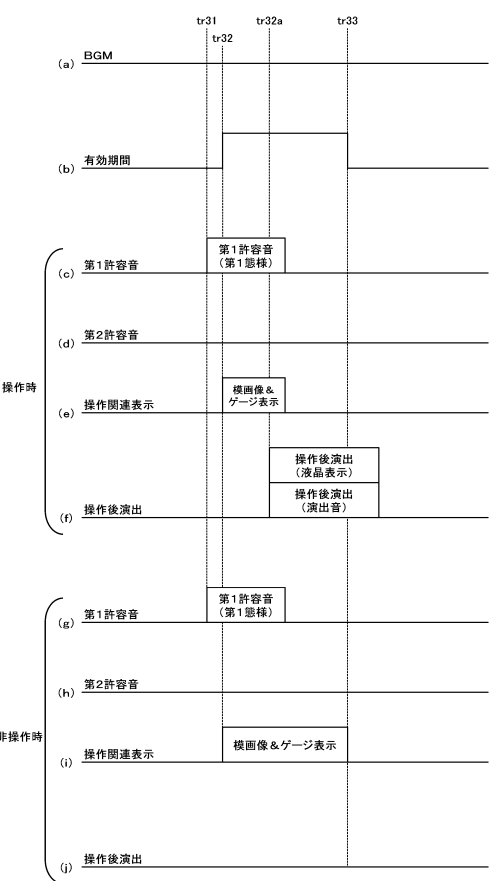 tr31
tr32a
tr33
tr32
(a) BGM
(b) 有効期間
操作時
第1許容音
(第1態様)
(c) 第1許容音
(d) 第2許容音
模画像&
ゲージ表示
(e) 操作関連表示
操作後演出
(液晶表示)
操作後演出
(演出音)
(f) 操作後演出
非操作時
第1許容音
(第1態様)
(g) 第1許容音
(h) 第2許容音
模画像&ゲージ表示
(i) 操作関連表示
(j) 操作後演出